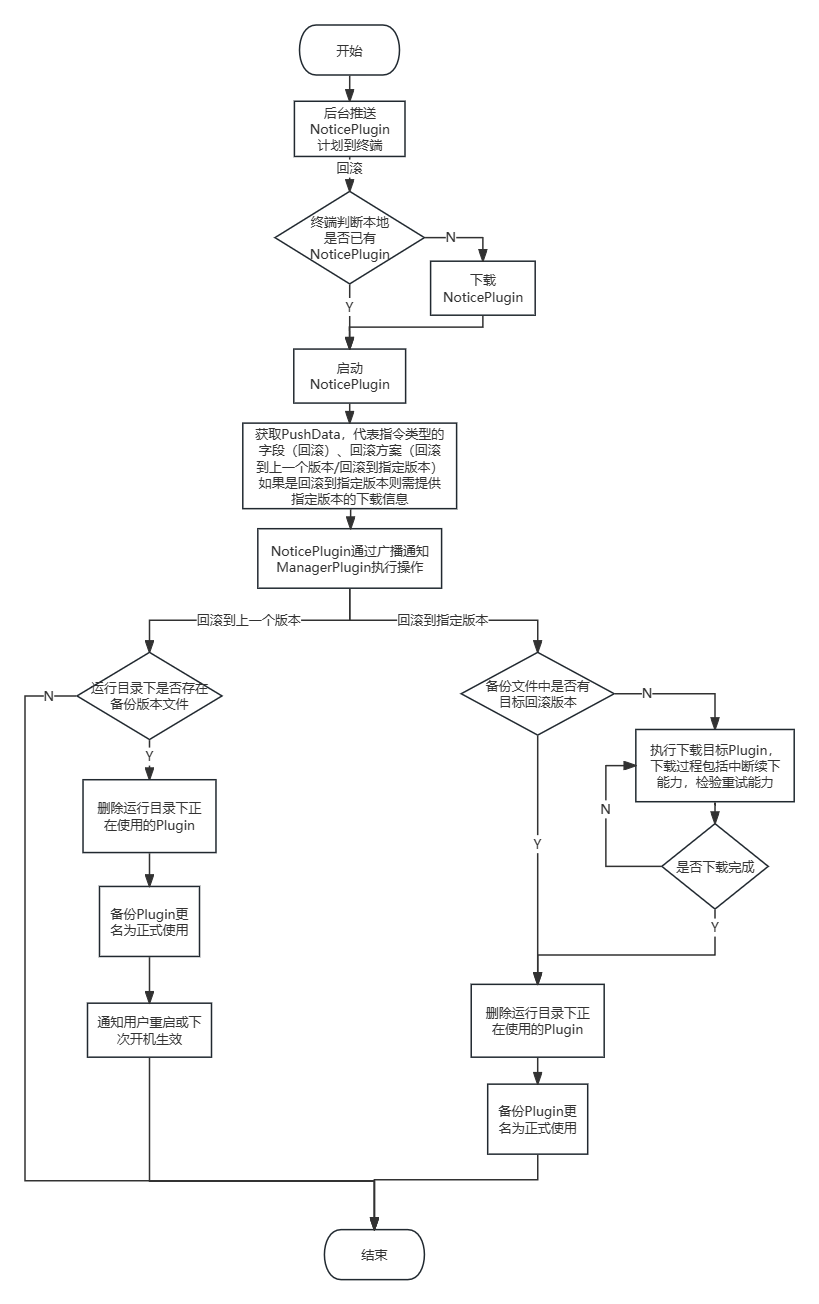 开始
后台推送
NoticePlugin
计划到终端
回滚
终端判断本地
是否已有
NoticePlugin
N
下载
NoticePlugin
Y
启动
NoticePlugin
获取PushData，代表指令类型的
字段（回滚）、回滚方案（回滚
到上一个版本/回滚到指定版本）
如果是回滚到指定版本则需提供
指定版本的下载信息
NoticePlugin通过广播通知
ManagerPlugin执行操作
回滚到上一个版本
回滚到指定版本
运行目录下是否存在
备份版本文件
N
Y
删除运行目录下正
在使用的Plugin
备份Plugin更
名为正式使用
通知用户重启或下
次开机生效
备份文件中是否有
目标回滚版本
N
执行下载目标Plugin，
下载过程包括中断续下
能力，检验重试能力
N
是否下载完成
Y
Y
删除运行目录下正
在使用的Plugin
备份Plugin更
名为正式使用
结束